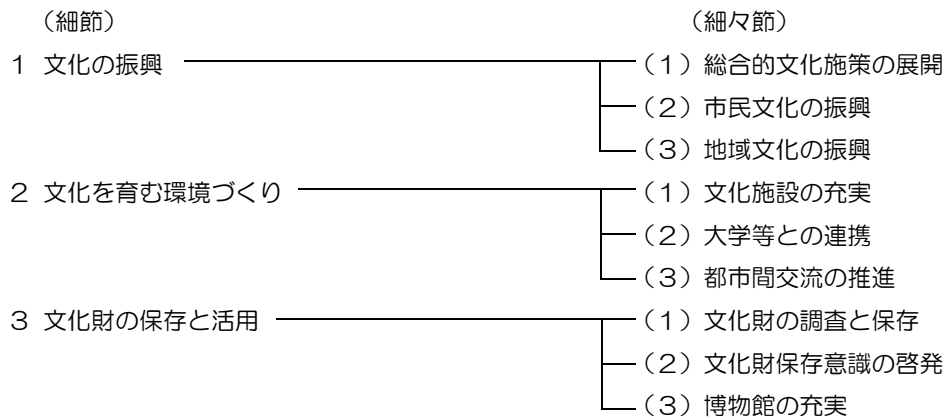 （細節） （細々節）
１ 文化の振興 （１）総合的文化施策の展開
（２）市民文化の振興
（３）地域文化の振興
２ 文化を育む環境づくり （１）文化施設の充実
（２）大学等との連携
（３）都市間交流の推進
３ 文化財の保存と活用 （１）文化財の調査と保存
（２）文化財保存意識の啓発
（３）博物館の充実